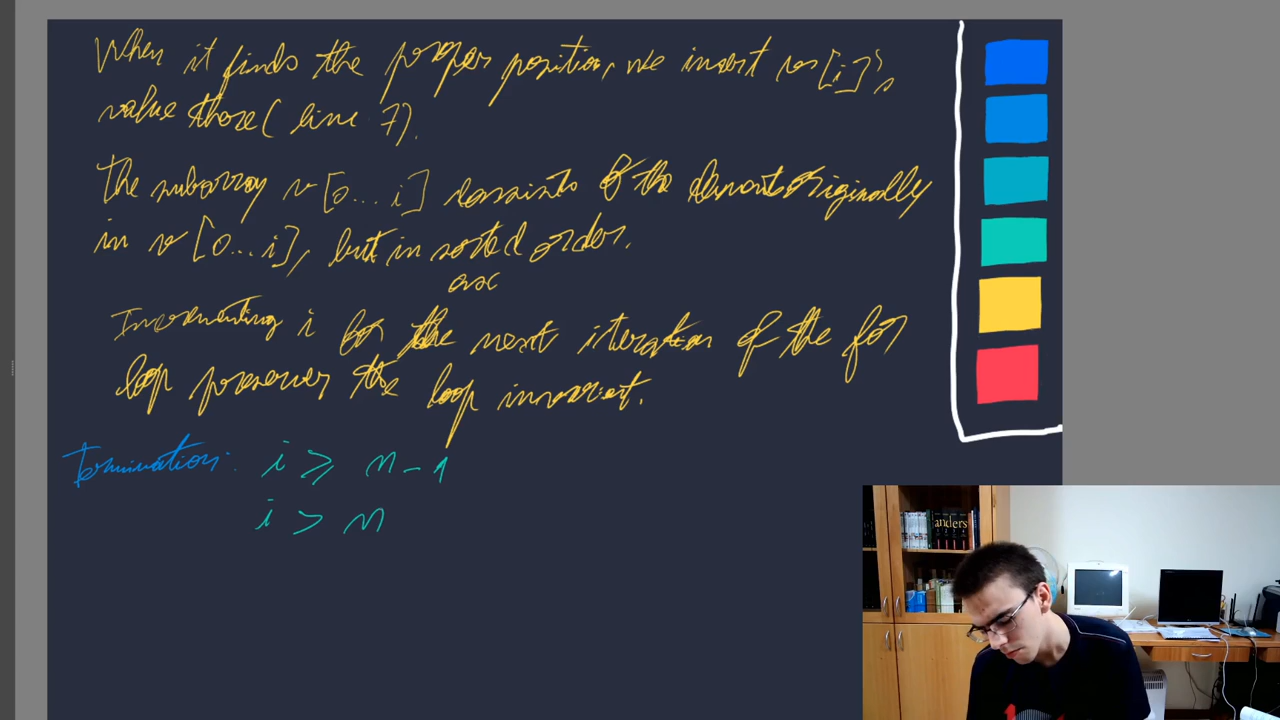 When it finds the proper position, we insert v[i]'s
value there (line 7).
The subarray v[0...i] consists of the elements originally
in v[0...i], but in sorted order.
asc
Incrementing i for the next iteration of the for
loop preserves the loop invariant.
Termination: i ≥ n-1
i > n
anders